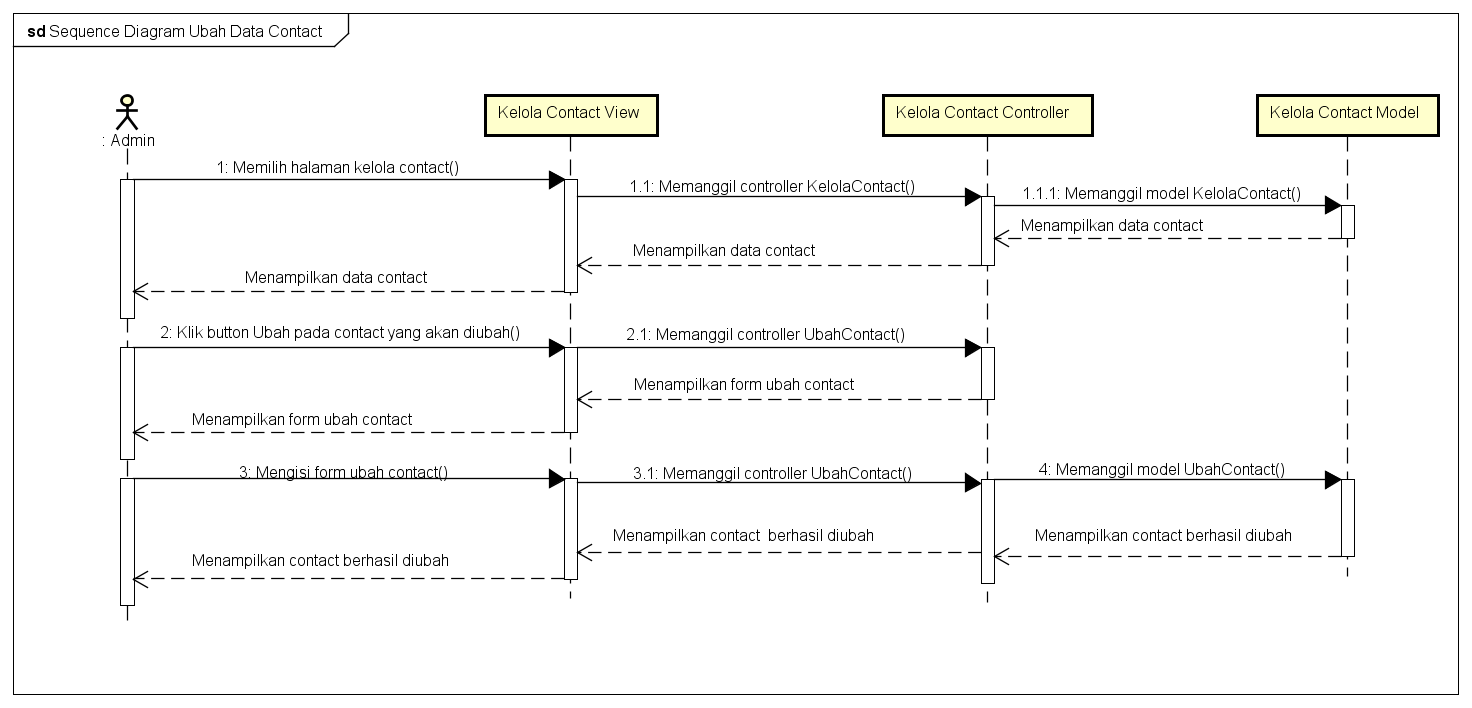 sd Sequence Diagram Ubah Data Contact
Kelola Contact View
Kelola Contact Controller
Kelola Contact Model
: Admin
1: Memilih halaman kelola contact()
1.1: Memanggil controller KelolaContact()
1.1.1: Memanggil model KelolaContact()
Menampilkan data contact
Menampilkan data contact
Menampilkan data contact
2: Klik button Ubah pada contact yang akan diubah()
2.1: Memanggil controller UbahContact()
Menampilkan form ubah contact
Menampilkan form ubah contact
3: Mengisi form ubah contact()
3.1: Memanggil controller UbahContact()
4: Memanggil model UbahContact()
Menampilkan contact berhasil diubah
Menampilkan contact  berhasil diubah
Menampilkan contact berhasil diubah